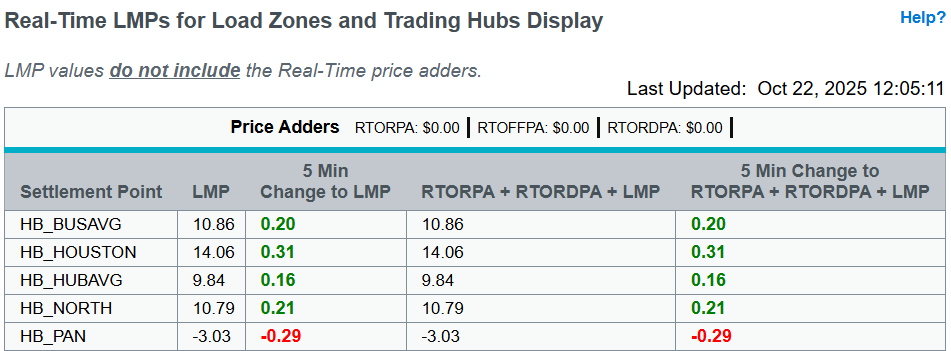 Real-Time LMPs for Load Zones and Trading Hubs Display
Help?
LMP values do not include the Real-Time price adders.
Last Updated: Oct 22, 2025 12:05:11
Price Adders RTORPA: $0.00 | RTOFFPA: $0.00 | RTORDPA: $0.00 |
Settlement Point LMP 5 Min Change to LMP RTORPA + RTORDPA + LMP 5 Min Change to RTORPA + RTORDPA + LMP
HB_BUSAVG 10.86 0.20 10.86 0.20
HB_HOUSTON 14.06 0.31 14.06 0.31
HB_HUBAVG 9.84 0.16 9.84 0.16
HB_NORTH 10.79 0.21 10.79 0.21
HB_PAN -3.03 -0.29 -3.03 -0.29